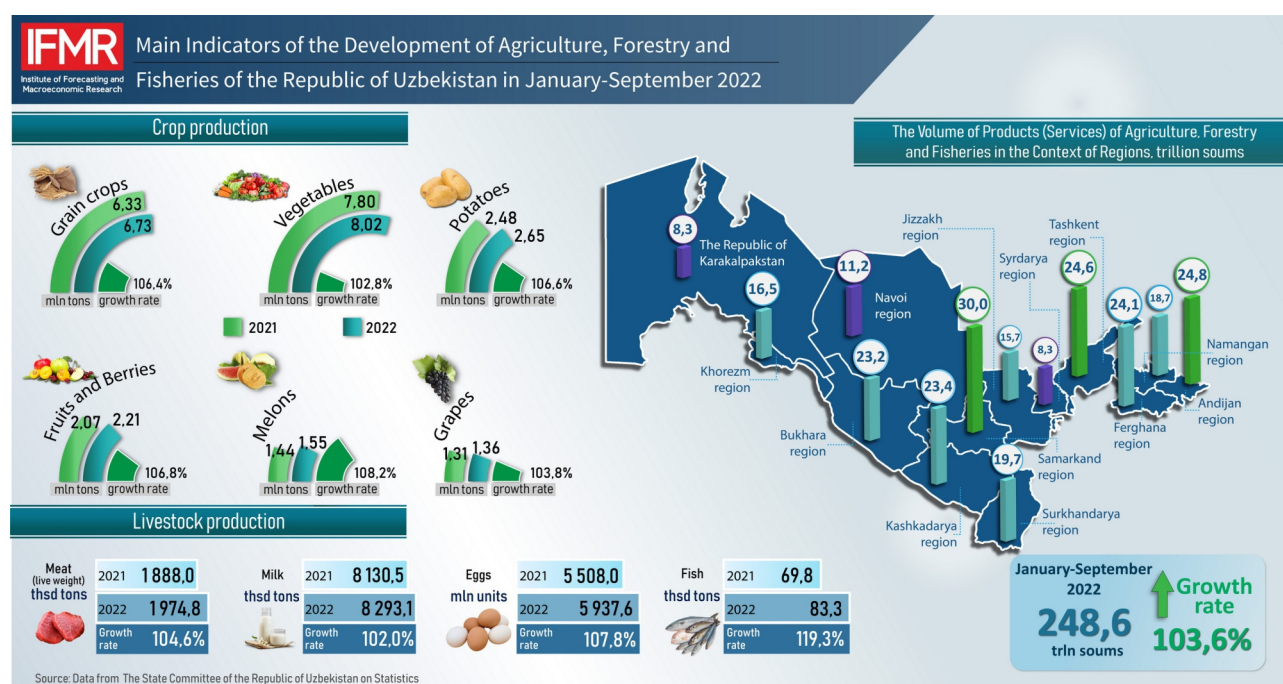 IFMR
Institute of Forecasting and
Macroeconomic Research
Main Indicators of the Development of Agriculture, Forestry and
Fisheries of the Republic of Uzbekistan in January-September 2022
Crop production
Grain crops
6,33
6,73
106,4%
mln tons growth rate
Vegetables
7,80
8,02
102,8%
mln tons growth rate
Potatoes
2,48
2,65
106,6%
mln tons growth rate
2021
2022
Fruits and Berries
2,07
2,21
106,8%
mln tons growth rate
Melons
1,44
1,55
108,2%
mln tons growth rate
Grapes
1,31
1,36
103,8%
mln tons growth rate
The Volume of Products (Services) of Agriculture, Forestry
and Fisheries in the Context of Regions, trillion soums
8,3
The Republic of
Karakalpakstan
16,5
Khorezm
region
11,2
Navoi
region
23,2
Bukhara
region
23,4
Kashkadarya
region
30,0
Samarkand
region
Jizzakh
region
15,7
Syrdarya
region
8,3
Tashkent
region
24,6
24,1
Ferghana
region
18,7
Namangan
region
24,8
Andijan
region
19,7
Surkhandarya
region
Livestock production
Meat
(live weight)
thsd tons
2021 1 888,0
2022 1 974,8
Growth
rate
104,6%
Milk
thsd tons
2021 8 130,5
2022 8 293,1
Growth
rate
102,0%
Eggs
mln units
2021 5 508,0
2022 5 937,6
Growth
rate
107,8%
Fish
thsd tons
2021 69,8
2022 83,3
Growth
rate
119,3%
January-September
2022
248,6
trln soums
Growth
rate
103,6%
Source: Data from The State Committee of the Republic of Uzbekistan on Statistics